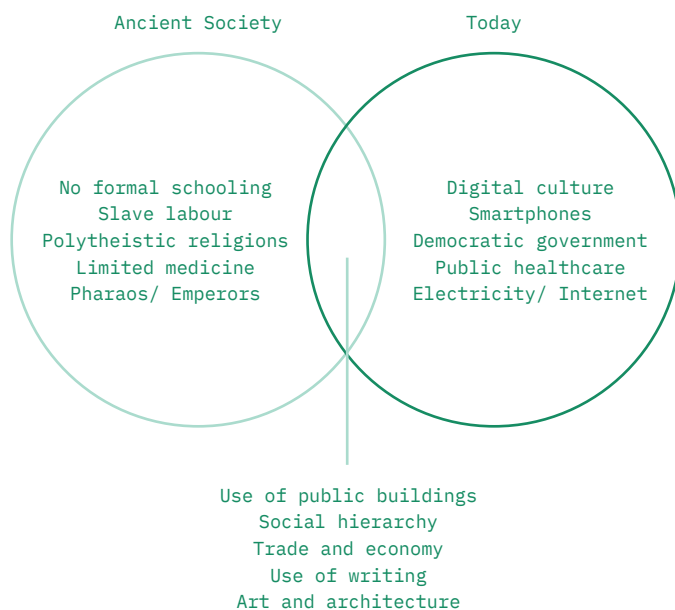 Ancient Society
Today
No formal schooling
Slave labour
Polytheistic religions
Limited medicine
Pharaos/ Emperors
Digital culture
Smartphones
Democratic government
Public healthcare
Electricity/ Internet
Use of public buildings
Social hierarchy
Trade and economy
Use of writing
Art and architecture